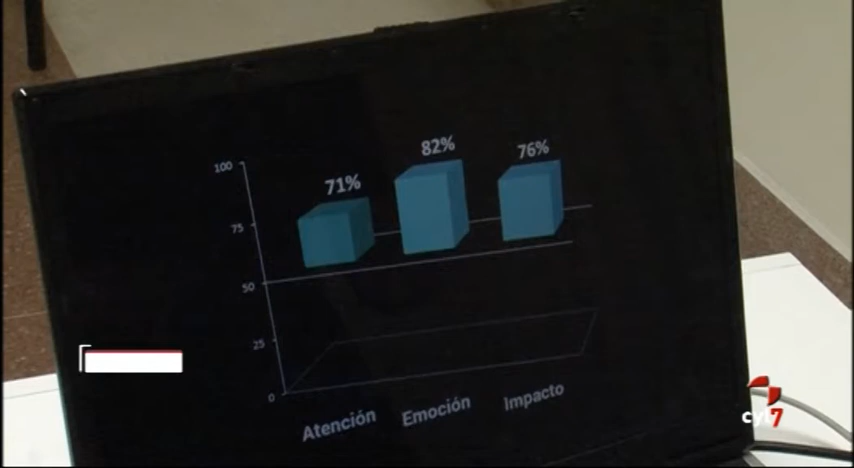 100
75
50
25
0
71%
82%
76%
Atención
Emoción
Impacto
cyl7